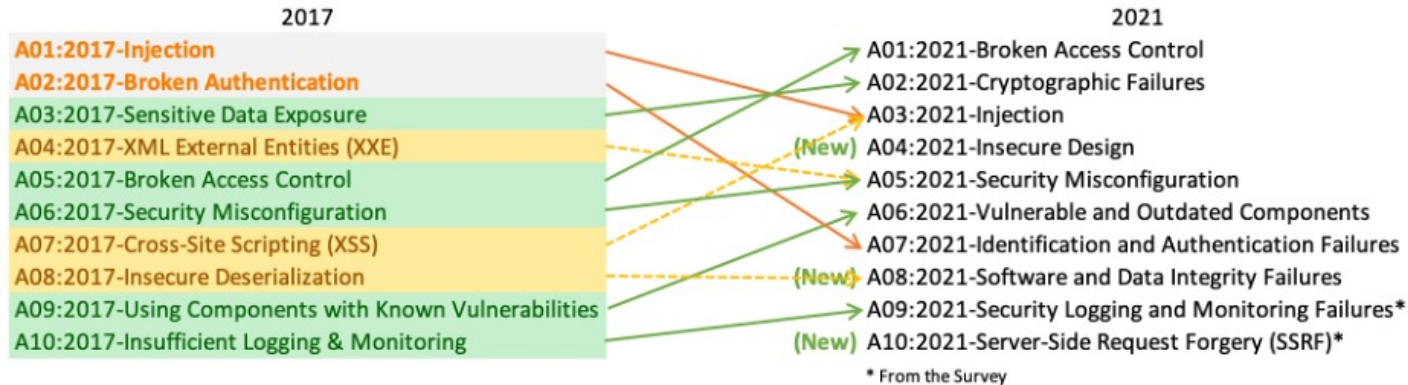 2017
A01:2017-Injection
A02:2017-Broken Authentication
A03:2017-Sensitive Data Exposure
A04:2017-XML External Entities (XXE)
A05:2017-Broken Access Control
A06:2017-Security Misconfiguration
A07:2017-Cross-Site Scripting (XSS)
A08:2017-Insecure Deserialization
A09:2017-Using Components with Known Vulnerabilities
A10:2017-Insufficient Logging & Monitoring
2021
A01:2021-Broken Access Control
A02:2021-Cryptographic Failures
A03:2021-Injection
(New) A04:2021-Insecure Design
A05:2021-Security Misconfiguration
A06:2021-Vulnerable and Outdated Components
A07:2021-Identification and Authentication Failures
(New) A08:2021-Software and Data Integrity Failures
A09:2021-Security Logging and Monitoring Failures*
(New) A10:2021-Server-Side Request Forgery (SSRF)*
* From the Survey